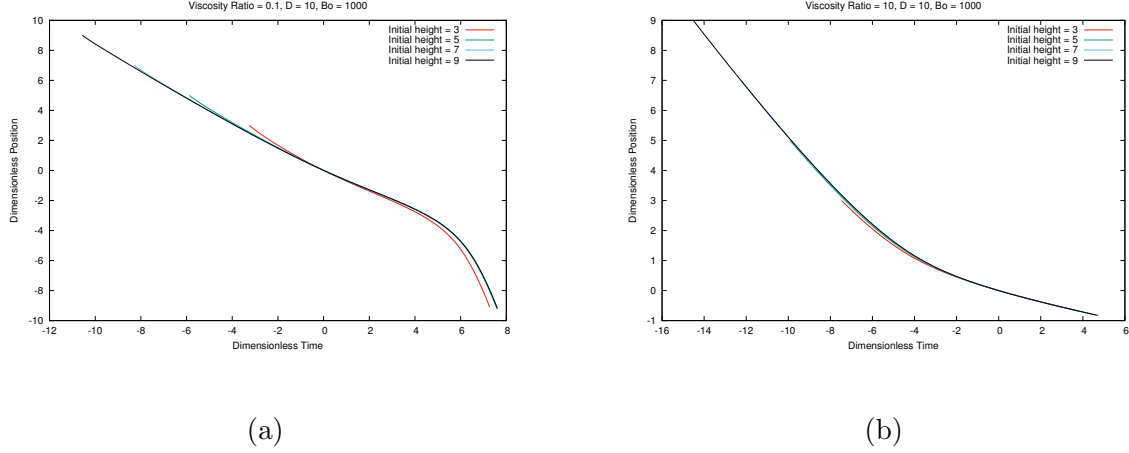 Viscosity Ratio = 0.1, D = 10, Bo = 1000
Initial height = 3
Initial height = 5
Initial height = 7
Initial height = 9
10
8
6
4
2
0
-2
-4
-6
-8
-10
-12
-10
-8
-6
-4
-2
0
2
4
6
8
Dimensionless Position
Dimensionless Time
(a)
Viscosity Ratio = 10, D = 10, Bo = 1000
Initial height = 3
Initial height = 5
Initial height = 7
Initial height = 9
9
8
7
6
5
4
3
2
1
0
-1
-16
-14
-12
-10
-8
-6
-4
-2
0
2
4
6
Dimensionless Position
Dimensionless Time
(b)